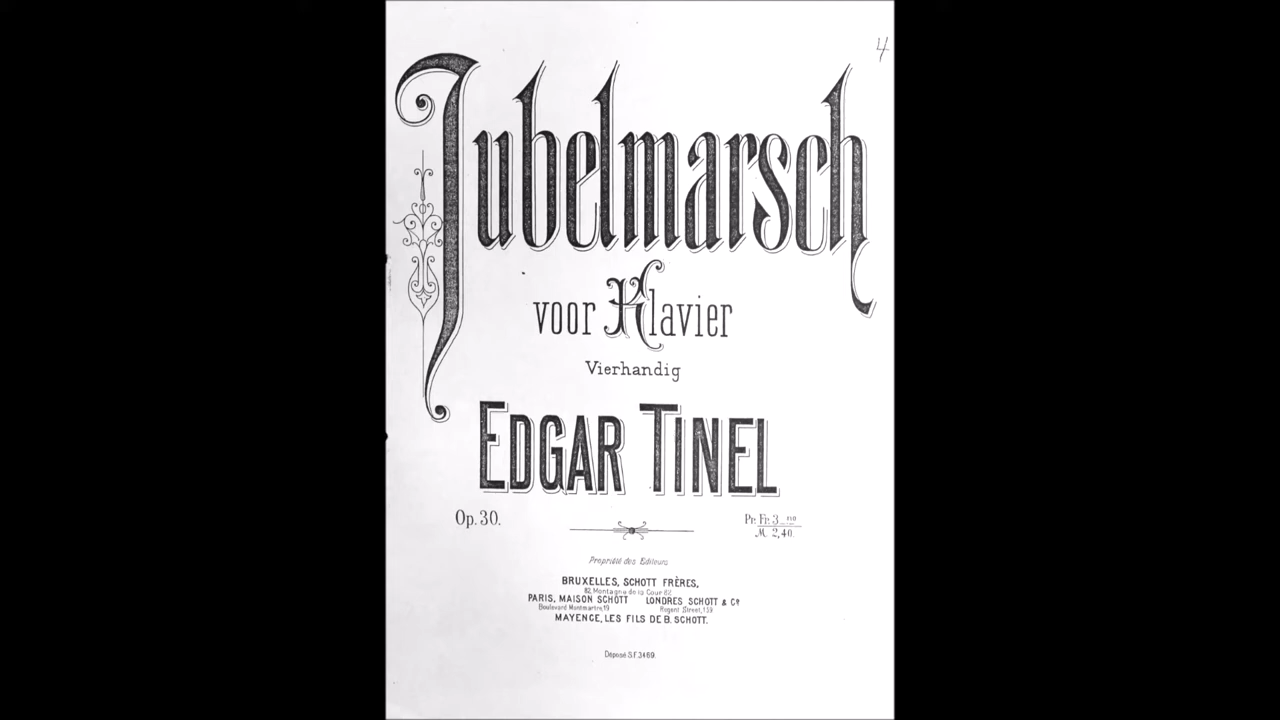 4
Jubelmarsch
voor Klavier
Vierhandig
EDGAR TINEL
Op. 30.
Pr. Fr. 3
M. 2,40.
Propriété des Editeurs
BRUXELLES, SCHOTT FRÈRES,
82, Montagne de la Cour 82.
PARIS, MAISON SCHOTT LONDRES SCHOTT & Cº
Boulevard Montmartre, 19 Regent Street, 159
MAYENCE, LES FILS DE B. SCHOTT.
Déposé S.F. 3469.